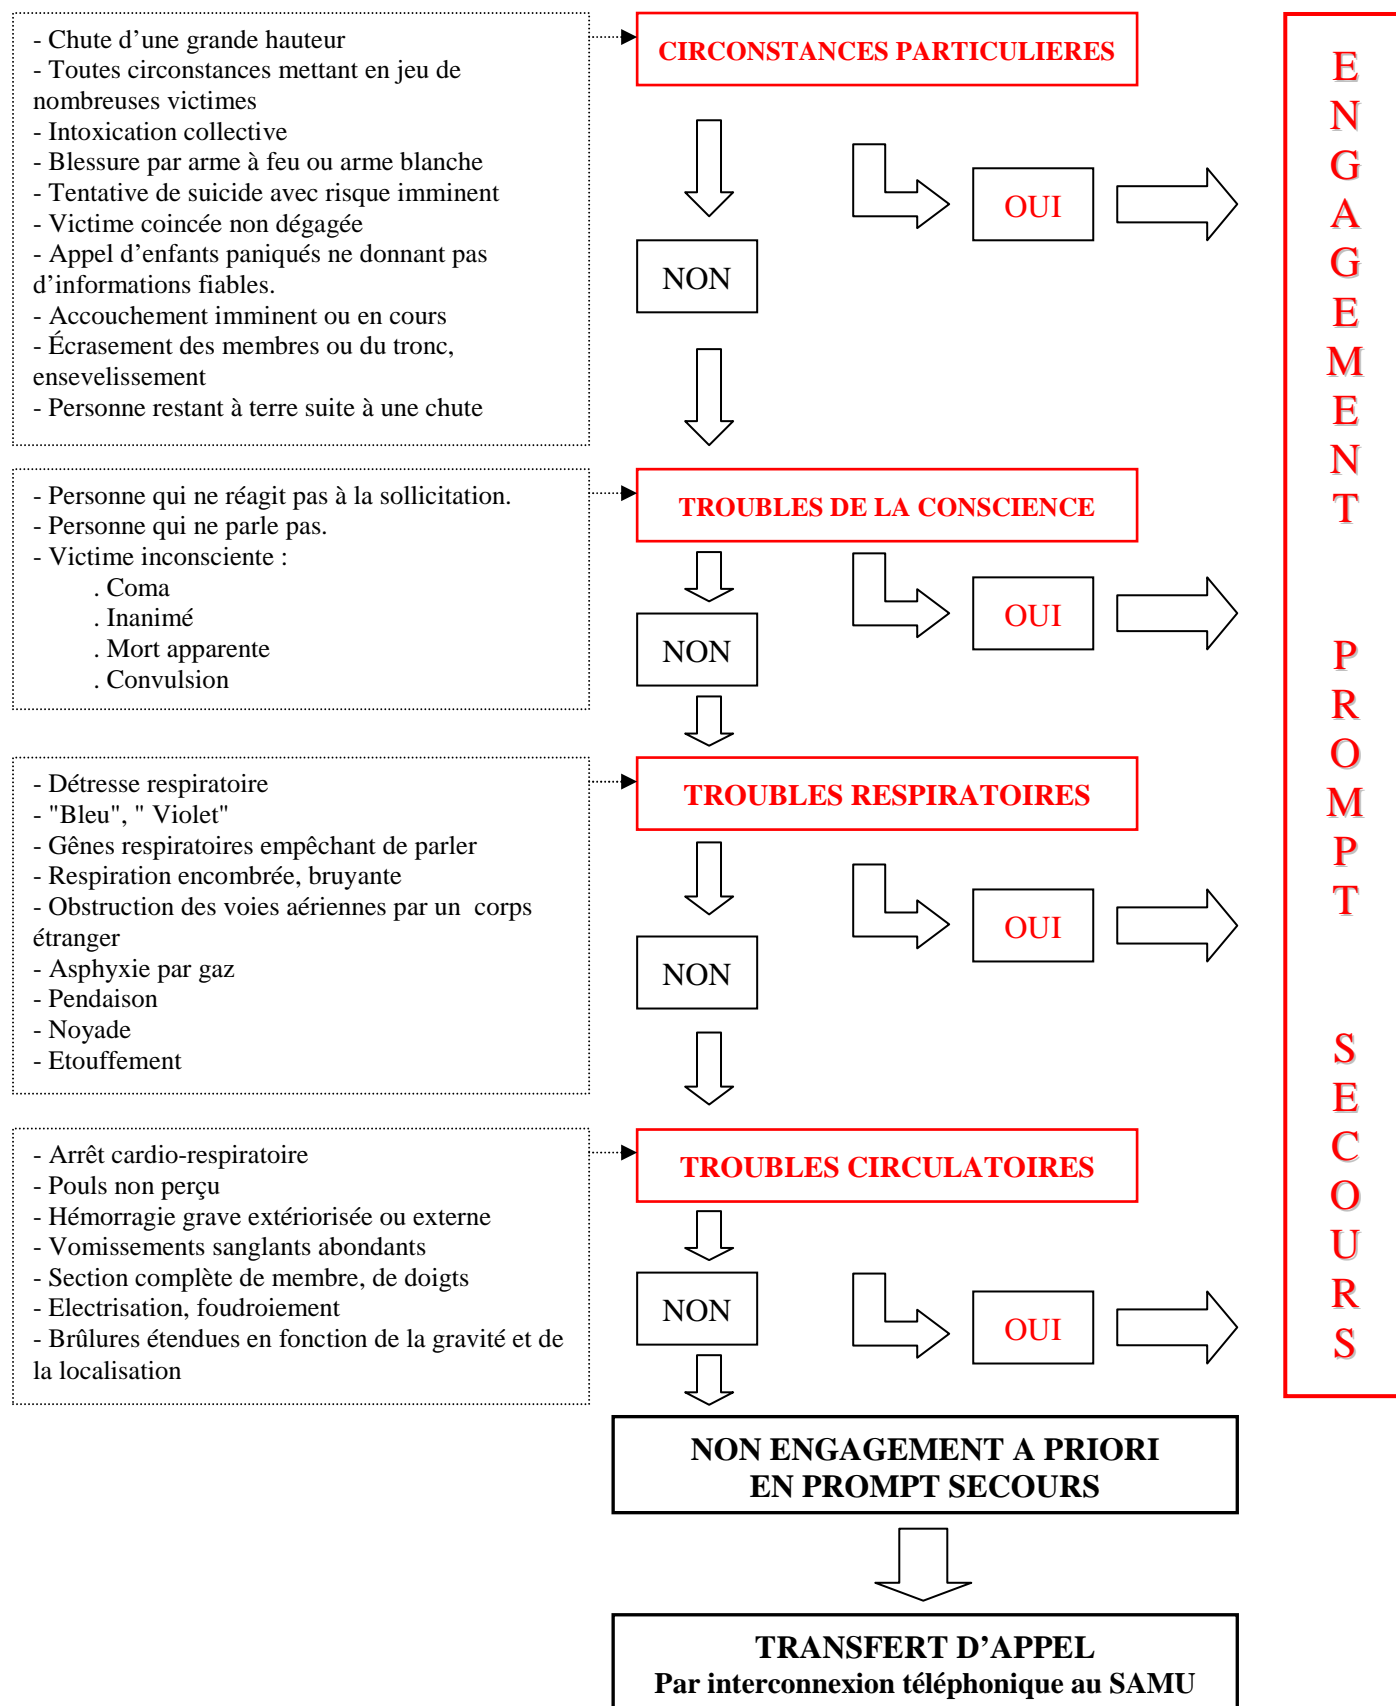 - Chute d’une grande hauteur
- Toutes circonstances mettant en jeu de
nombreuses victimes
- Intoxication collective
- Blessure par arme à feu ou arme blanche
- Tentative de suicide avec risque imminent
- Victime coincée non dégagée
- Appel d’enfants paniqués ne donnant pas
d’informations fiables.
- Accouchement imminent ou en cours
- Écrasement des membres ou du tronc,
ensevelissement
- Personne restant à terre suite à une chute
CIRCONSTANCES PARTICULIERES
OUI
NON
- Personne qui ne réagit pas à la sollicitation.
- Personne qui ne parle pas.
- Victime inconsciente :
. Coma
. Inanimé
. Mort apparente
. Convulsion
TROUBLES DE LA CONSCIENCE
OUI
NON
- Détresse respiratoire
- "Bleu", " Violet"
- Gênes respiratoires empêchant de parler
- Respiration encombrée, bruyante
- Obstruction des voies aériennes par un corps
étranger
- Asphyxie par gaz
- Pendaison
- Noyade
- Etouffement
TROUBLES RESPIRATOIRES
OUI
NON
- Arrêt cardio-respiratoire
- Pouls non perçu
- Hémorragie grave extériorisée ou externe
- Vomissements sanglants abondants
- Section complète de membre, de doigts
- Electrisation, foudroiement
- Brûlures étendues en fonction de la gravité et de
la localisation
TROUBLES CIRCULATOIRES
NON
OUI
NON ENGAGEMENT A PRIORI
EN PROMPT SECOURS
TRANSFERT D’APPEL
Par interconnexion téléphonique au SAMU
ENGAGEMENT PROMPT SECOURS